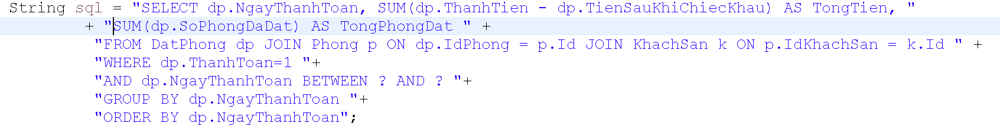 String sql = "SELECT dp.NgayThanhToan, SUM(dp.ThanhTien - dp.TienSauKhiChiecKhau) AS TongTien, "
+ "SUM(dp.SoPhongDaDat) AS TongPhongDat " +
"FROM DatPhong dp JOIN Phong p ON dp.IdPhong = p.Id JOIN KhachSan k ON p.IdKhachSan = k.Id " +
"WHERE dp.ThanhToan=1 "+
"AND dp.NgayThanhToan BETWEEN ? AND ? "+
"GROUP BY dp.NgayThanhToan "+
"ORDER BY dp.NgayThanhToan";